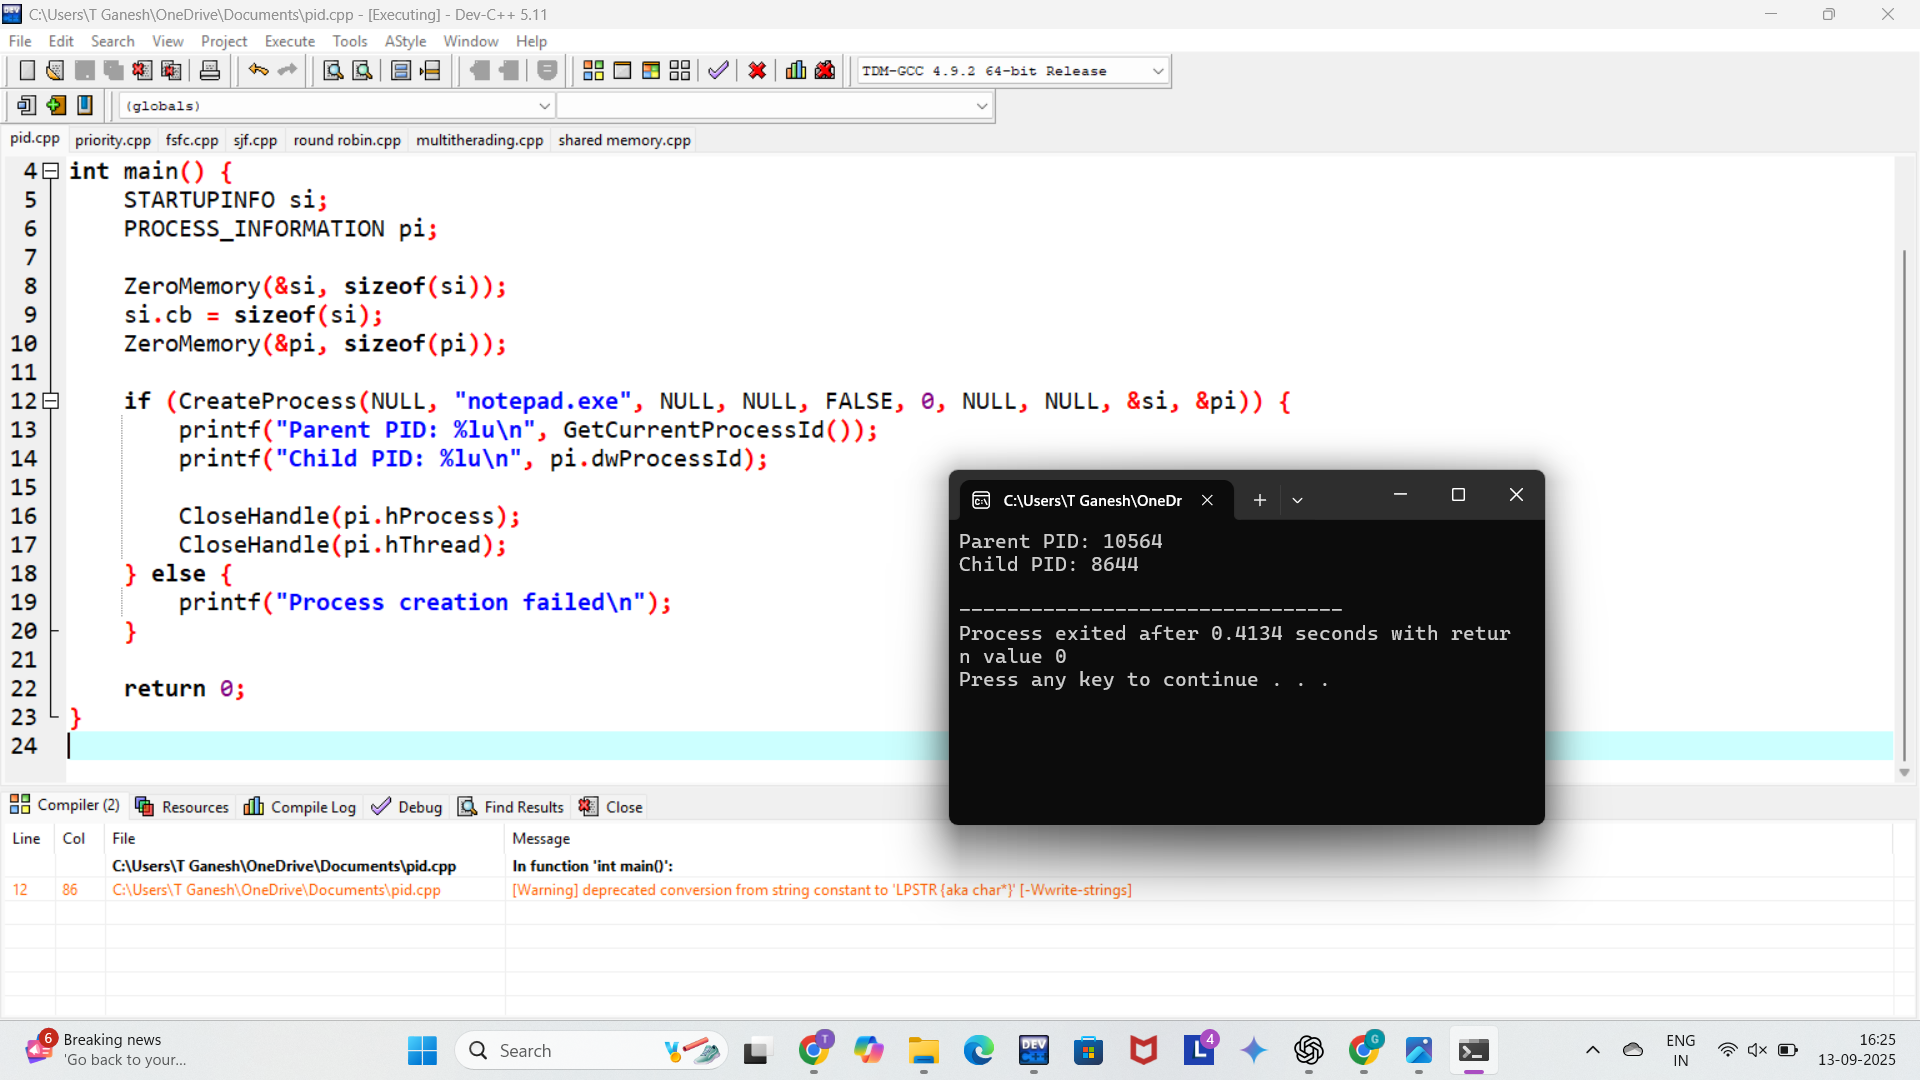 C:\Users\T Ganesh\OneDrive\Documents\pid.cpp - [Executing] - Dev-C++ 5.11
File Edit Search View Project Execute Tools AStyle Window Help
TDM-GCC 4.9.2 64-bit Release
(globals)
pid.cpp priority.cpp fsfc.cpp sjf.cpp round robin.cpp multitherading.cpp shared memory.cpp
4 int main() {
5 STARTUPINFO si;
6 PROCESS_INFORMATION pi;
7
8 ZeroMemory(&si, sizeof(si));
9 si.cb = sizeof(si);
10 ZeroMemory(&pi, sizeof(pi));
11
12 if (CreateProcess(NULL, "notepad.exe", NULL, NULL, FALSE, 0, NULL, NULL, &si, &pi)) {
13 printf("Parent PID: %lu\n", GetCurrentProcessId());
14 printf("Child PID: %lu\n", pi.dwProcessId);
15
16 CloseHandle(pi.hProcess);
17 CloseHandle(pi.hThread);
18 } else {
19 printf("Process creation failed\n");
20 }
21
22 return 0;
23 }
24
C:\Users\T Ganesh\OneDr
Parent PID: 10564
Child PID: 8644
--------------------------------
Process exited after 0.4134 seconds with retur
n value 0
Press any key to continue . . .
Compiler (2) Resources Compile Log Debug Find Results Close
Line Col File Message
C:\Users\T Ganesh\OneDrive\Documents\pid.cpp In function 'int main()':
12 86 C:\Users\T Ganesh\OneDrive\Documents\pid.cpp [Warning] deprecated conversion from string constant to 'LPSTR {aka char*}' [-Wwrite-strings]
6 Breaking news
'Go back to your...
Search
DEV
T
L 4
G
ENG
IN
16:25
13-09-2025